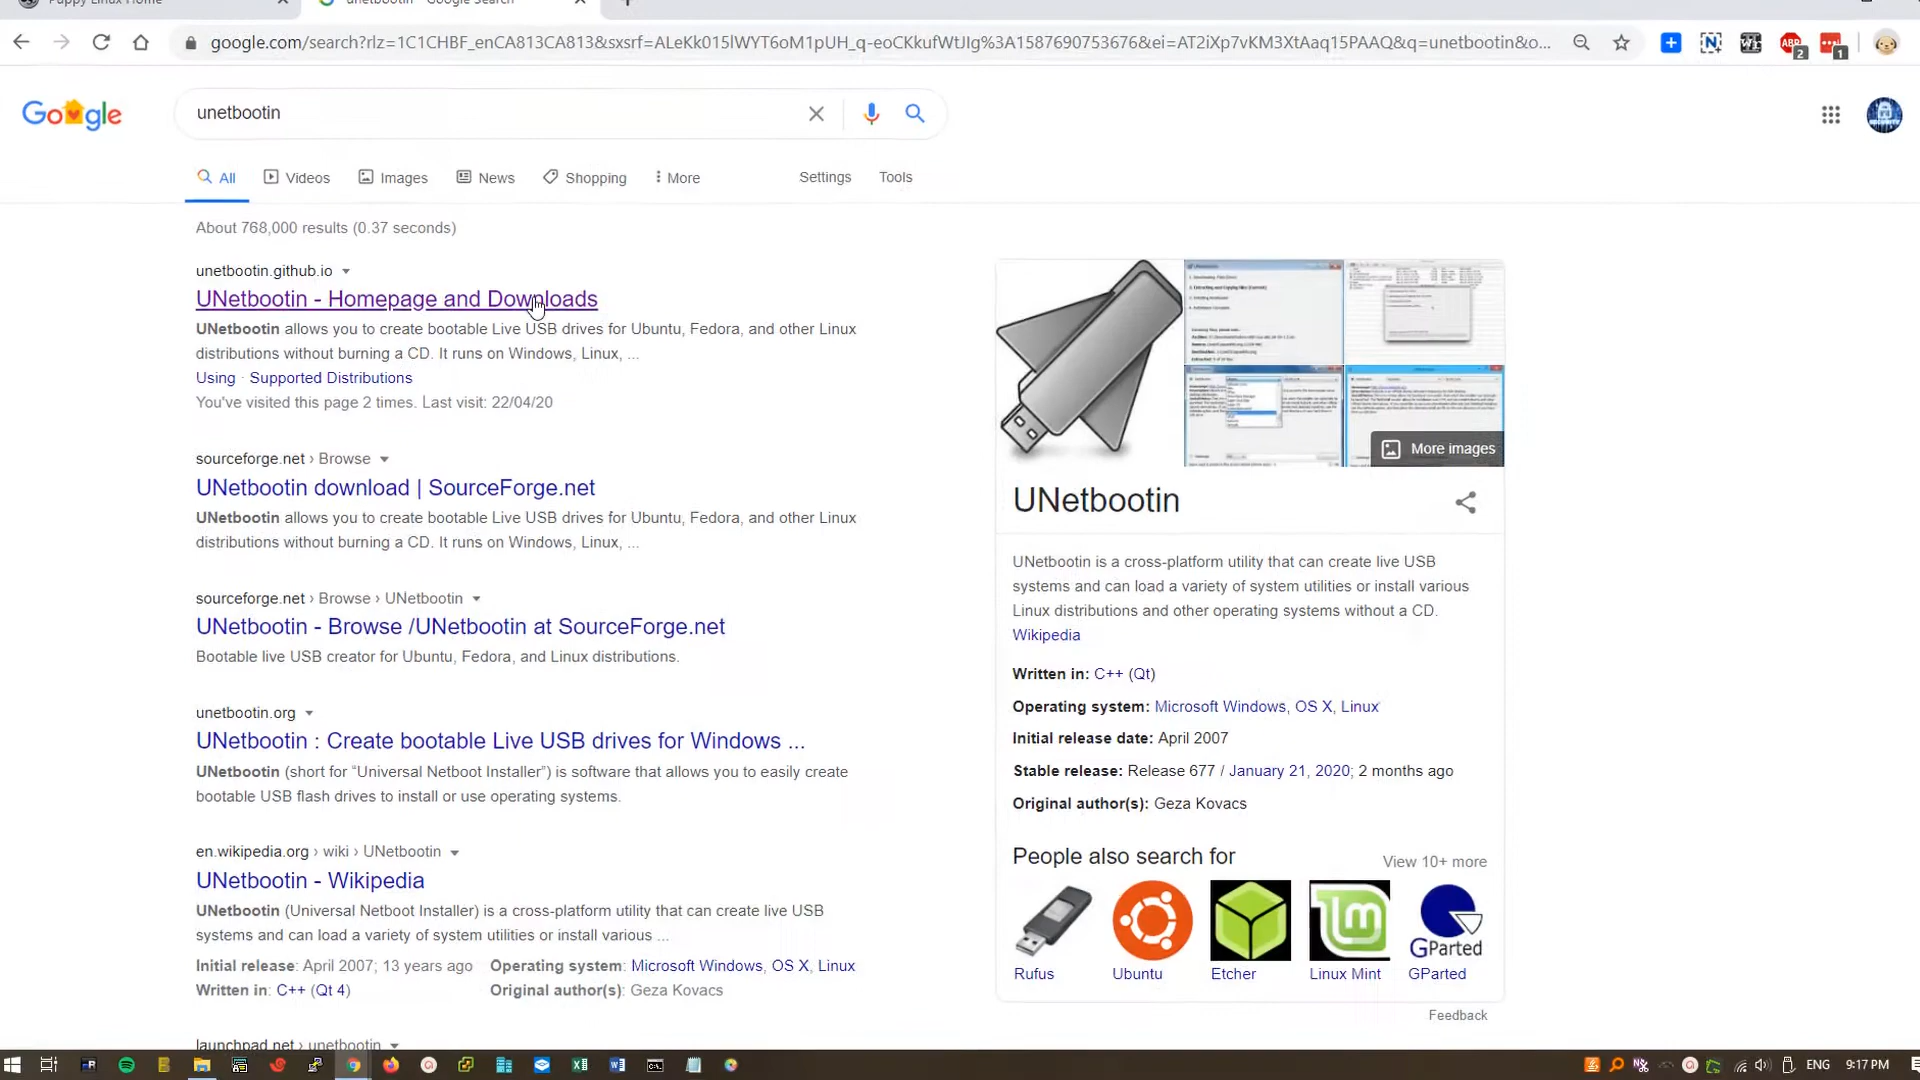 Puppy Linux Home
unetbootin - Google Search
google.com/search?rlz=1C1CHBF_enCA813CA813&sxsrf=ALeKk015lWYT6oM1pUH_q-eoCKkufWtJIg%3A1587690753676&ei=AT2iXp7vKM3XtAaq15PAAQ&q=unetbootin&o...
2
1
Google
unetbootin
All
Videos
Images
News
Shopping
More
Settings
Tools
About 768,000 results (0.37 seconds)
unetbootin.github.io
UNetbootin - Homepage and Downloads
UNetbootin allows you to create bootable Live USB drives for Ubuntu, Fedora, and other Linux
distributions without burning a CD. It runs on Windows, Linux, ...
Using · Supported Distributions
You've visited this page 2 times. Last visit: 22/04/20
sourceforge.net › Browse
UNetbootin download | SourceForge.net
UNetbootin allows you to create bootable Live USB drives for Ubuntu, Fedora, and other Linux
distributions without burning a CD. It runs on Windows, Linux, ...
sourceforge.net › Browse › UNetbootin
UNetbootin - Browse /UNetbootin at SourceForge.net
Bootable live USB creator for Ubuntu, Fedora, and Linux distributions.
unetbootin.org
UNetbootin : Create bootable Live USB drives for Windows ...
UNetbootin (short for “Universal Netboot Installer”) is software that allows you to easily create
bootable USB flash drives to install or use operating systems.
en.wikipedia.org › wiki › UNetbootin
UNetbootin - Wikipedia
UNetbootin (Universal Netboot Installer) is a cross-platform utility that can create live USB
systems and can load a variety of system utilities or install various ...
Initial release: April 2007; 13 years ago
Operating system: Microsoft Windows, OS X, Linux
Written in: C++ (Qt 4)
Original author(s): Geza Kovacs
launchpad.net › unetbootin
More images
UNetbootin
UNetbootin is a cross-platform utility that can create live USB
systems and can load a variety of system utilities or install various
Linux distributions and other operating systems without a CD.
Wikipedia
Written in: C++ (Qt)
Operating system: Microsoft Windows, OS X, Linux
Initial release date: April 2007
Stable release: Release 677 / January 21, 2020; 2 months ago
Original author(s): Geza Kovacs
People also search for
View 10+ more
GParted
Rufus
Ubuntu
Etcher
Linux Mint
GParted
Feedback
ENG
9:17 PM